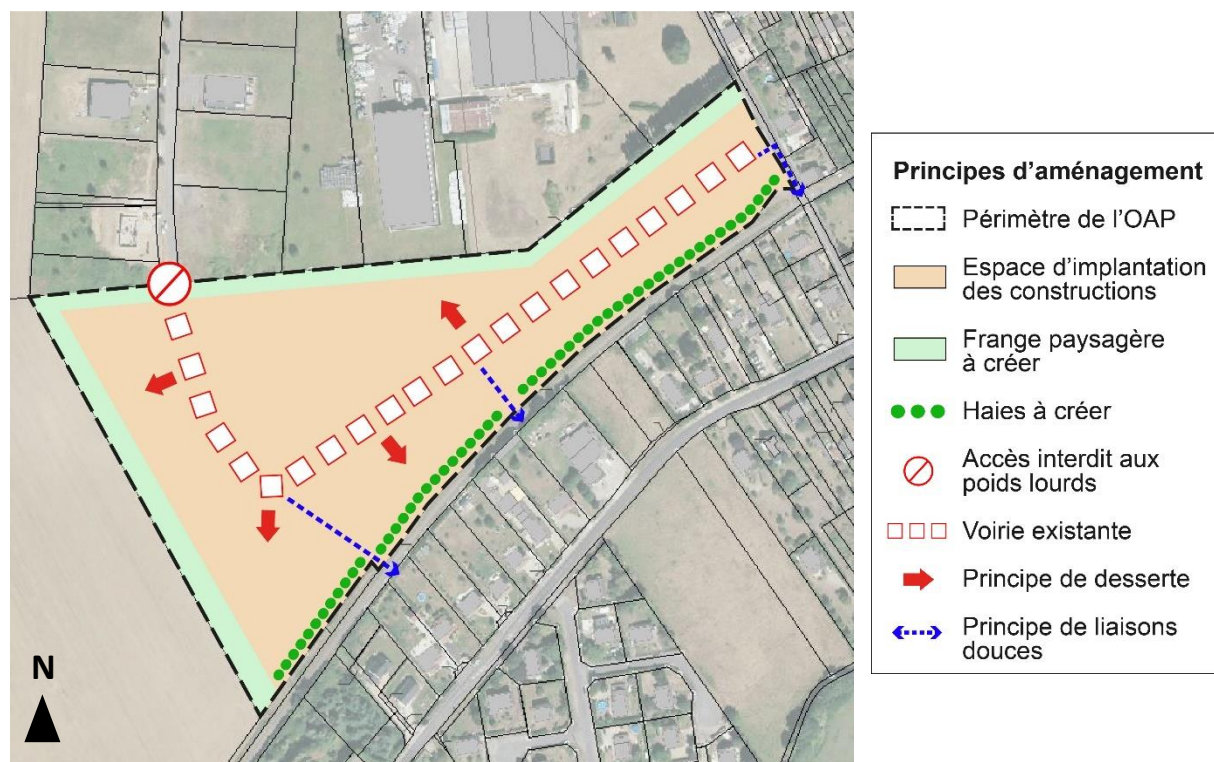 N
Principes d'aménagement
Périmètre de l'OAP
Espace d'implantation
des constructions
Frange paysagère
à créer
Haies à créer
Accès interdit aux
poids lourds
Voirie existante
Principe de desserte
Principe de liaisons
douces